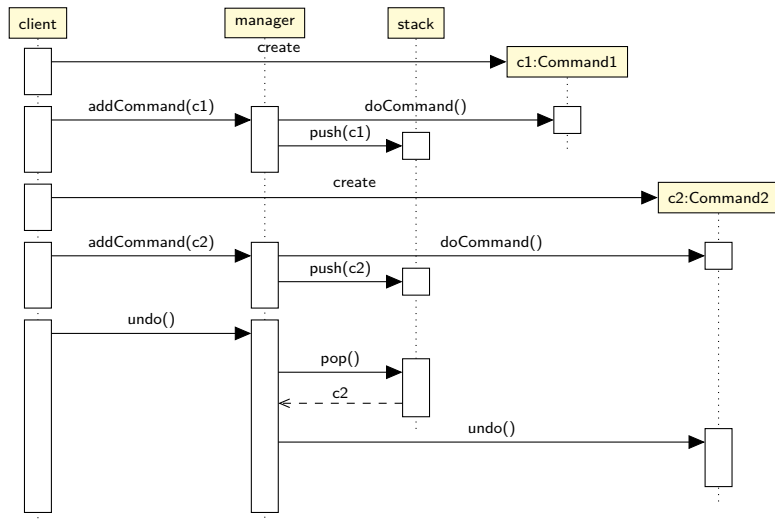 client
manager
stack
create
c1:Command1
addCommand(c1)
doCommand()
push(c1)
create
c2:Command2
addCommand(c2)
doCommand()
push(c2)
undo()
pop()
c2
undo()